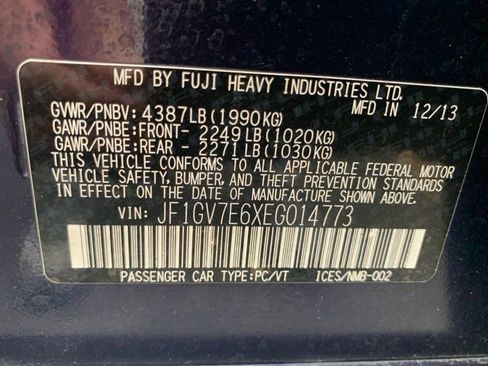 MFD BY FUJI HEAVY INDUSTRIES LTD.
MFD IN 12/13
GVWR/PNBV: 4387LB(1990KG)
GAWR/PNBE:FRONT- 2249LB(1020KG)
GAWR/PNBE:REAR - 2271LB(1030KG)
THIS VEHICLE CONFORMS TO ALL APPLICABLE FEDERAL MOTOR
VEHICLE SAFETY, BUMPER, AND THEFT PREVENTION STANDARDS
IN EFFECT ON THE DATE OF MANUFACTURE SHOWN ABOVE.
VIN: JF1GV7E6XEG014773
PASSENGER CAR TYPE:PC/VT ICES/NMB-002